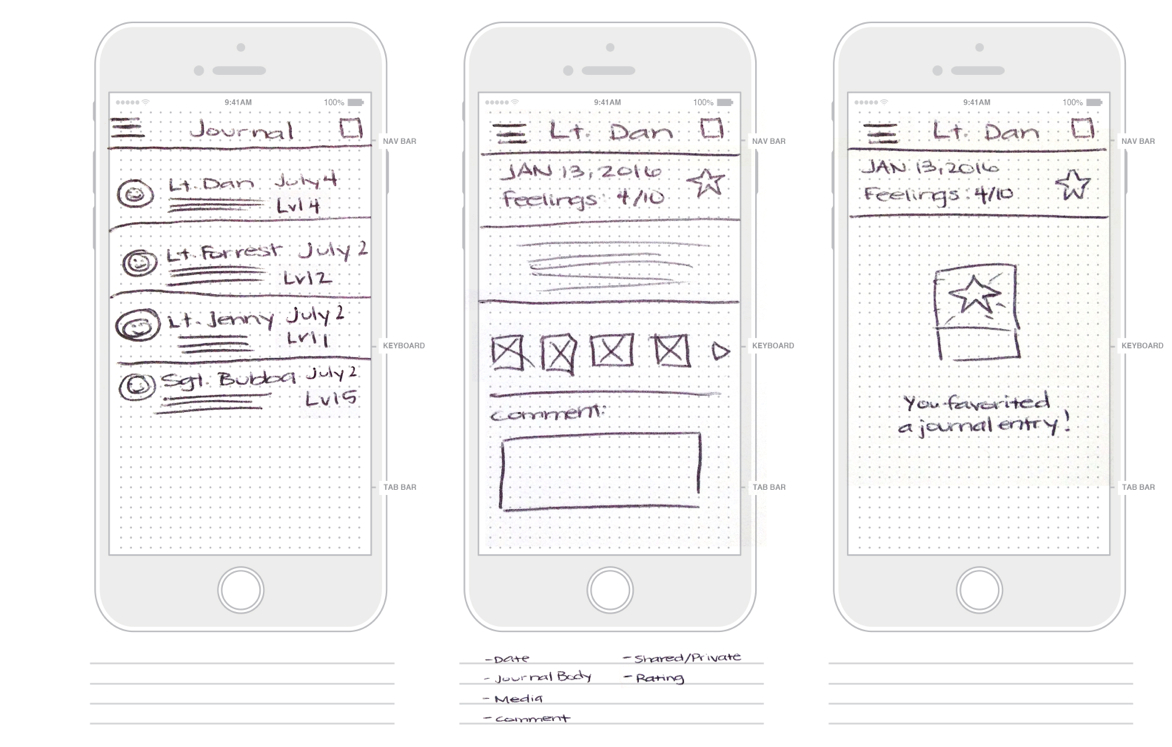 9:41AM 100%
Journal
NAV BAR
Lt. Dan July 4
Lvl 4
Lt. Forrest July 2
Lvl 2
Lt. Jenny July 2
Lvl 1
KEYBOARD
Sgt. Bubba July 2
Lvl 5
TAB BAR
9:41AM 100%
Lt. Dan
NAV BAR
JAN 13, 2016
Feelings: 4/10
KEYBOARD
comment:
TAB BAR
- Date
- Journal Body
- Media
- comment
- Shared/Private
- Rating
9:41AM 100%
Lt. Dan
NAV BAR
JAN 13, 2016
Feelings: 4/10
KEYBOARD
You favorited
a journal entry!
TAB BAR